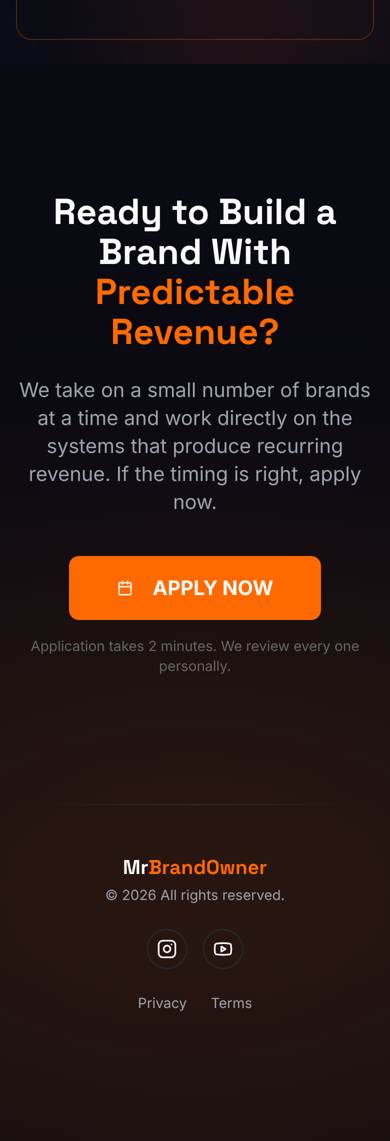 Ready to Build a
Brand With
Predictable
Revenue?
We take on a small number of brands
at a time and work directly on the
systems that produce recurring
revenue. If the timing is right, apply
now.
APPLY NOW
Application takes 2 minutes. We review every one
personally.
MrBrandOwner
© 2026 All rights reserved.
Privacy Terms